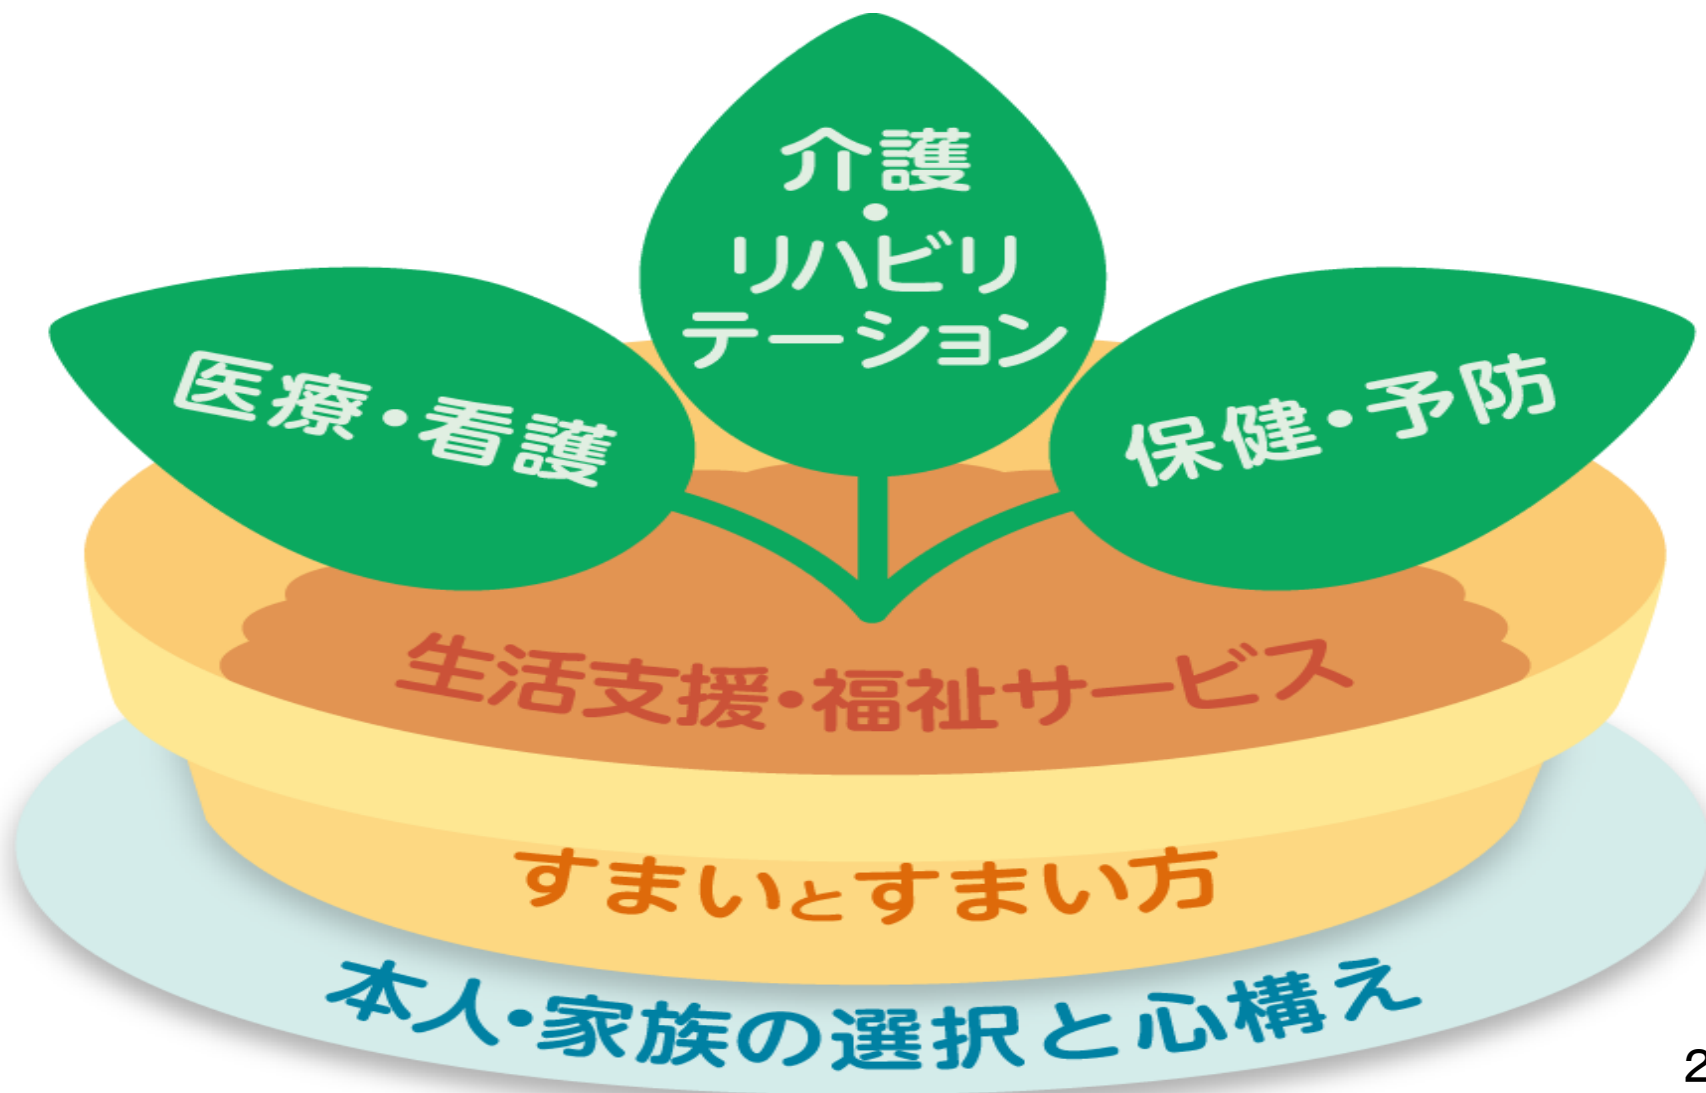 介護
・
リハビリ
テーション
医療・看護
保健・予防
生活支援・福祉サービス
すまいとすまい方
本人・家族の選択と心構え
2